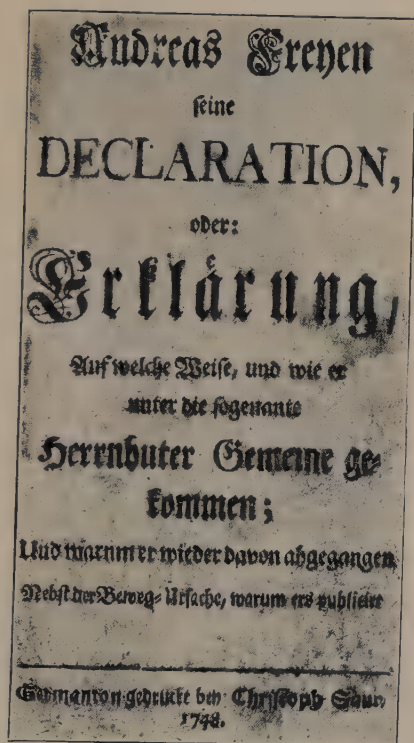 Andreas Freyen
seine
DECLARATION,
oder:
Erklärung,
Auf welche Weise, und wie er
unter die sogenante
Herrnhuter Gemeine ge-
kommen;
Und warum er wieder davon abgegangen,
Nebst der Beweg-Ursache, warum ers publicirt
Germanton gedruckt bey Christoph Saur,
1748.